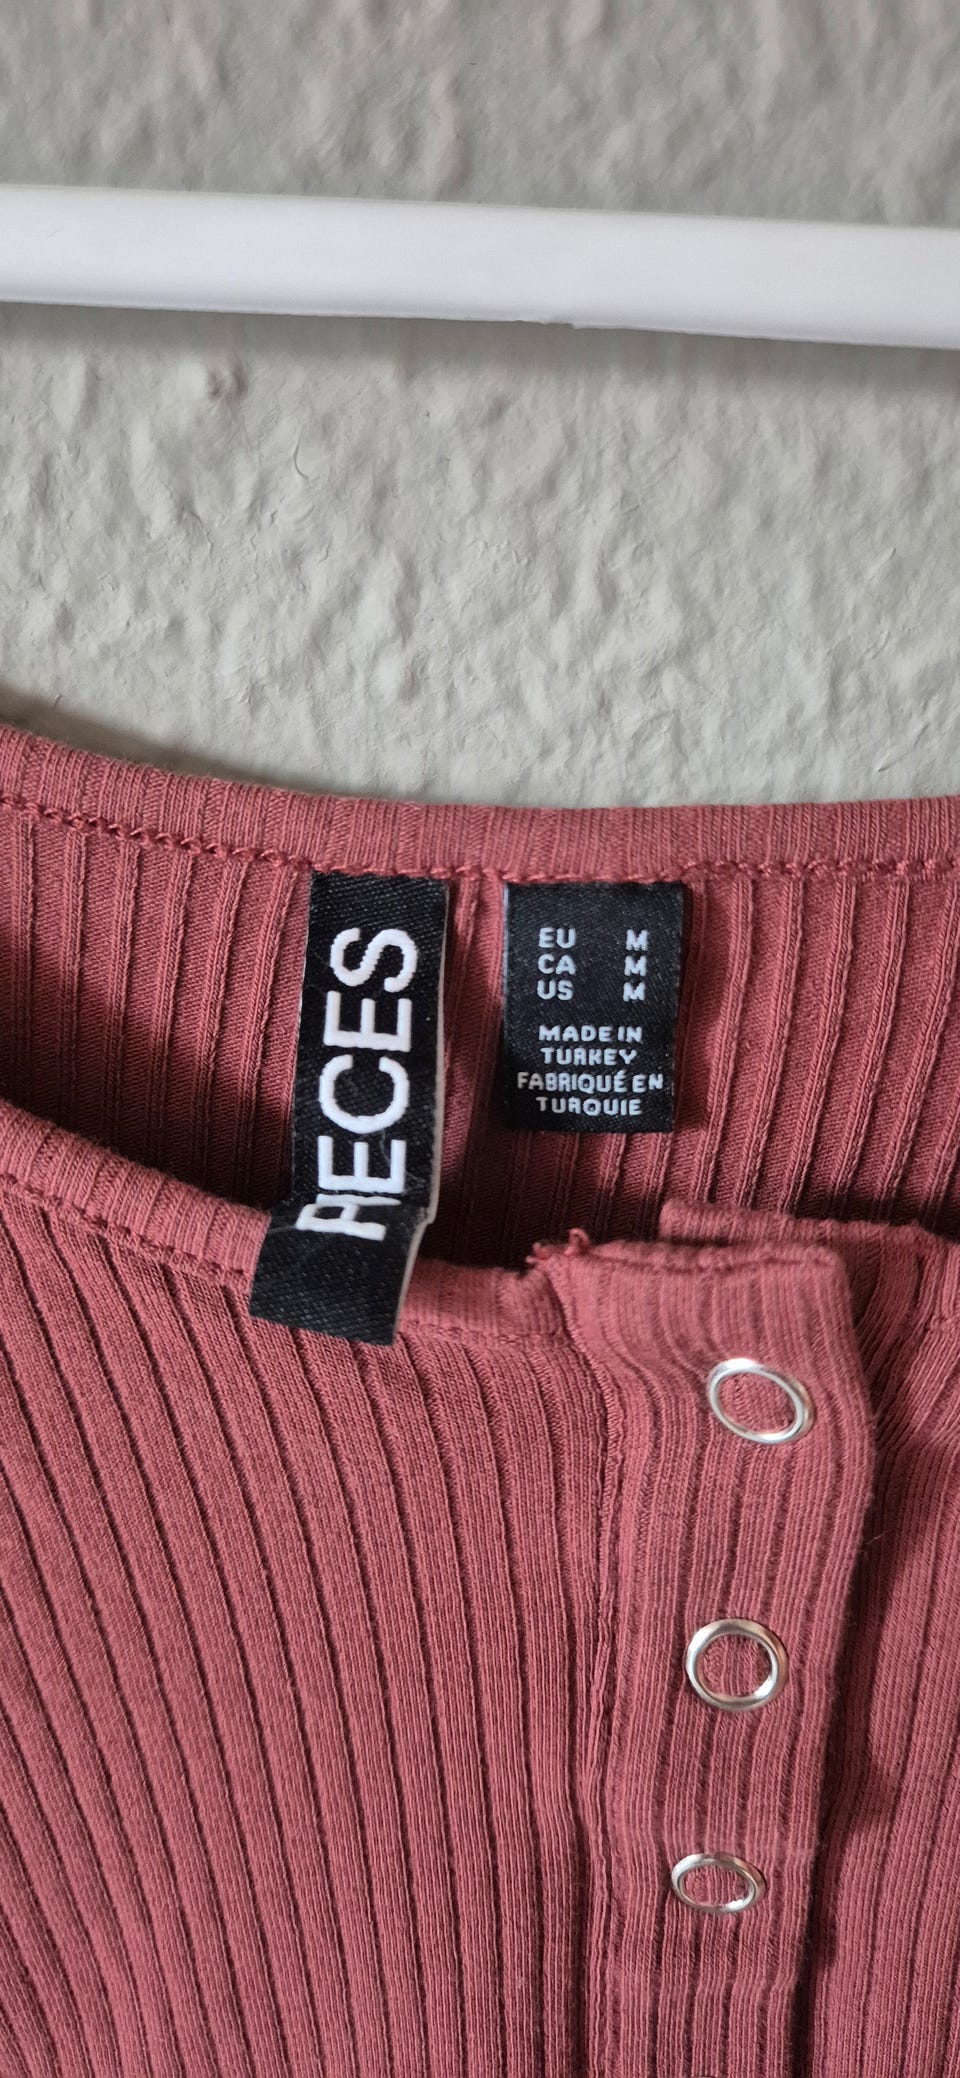 PIECES
EU M
CA M
US M
MADE IN
TURKEY
FABRIQUÉ EN
TURQUIE